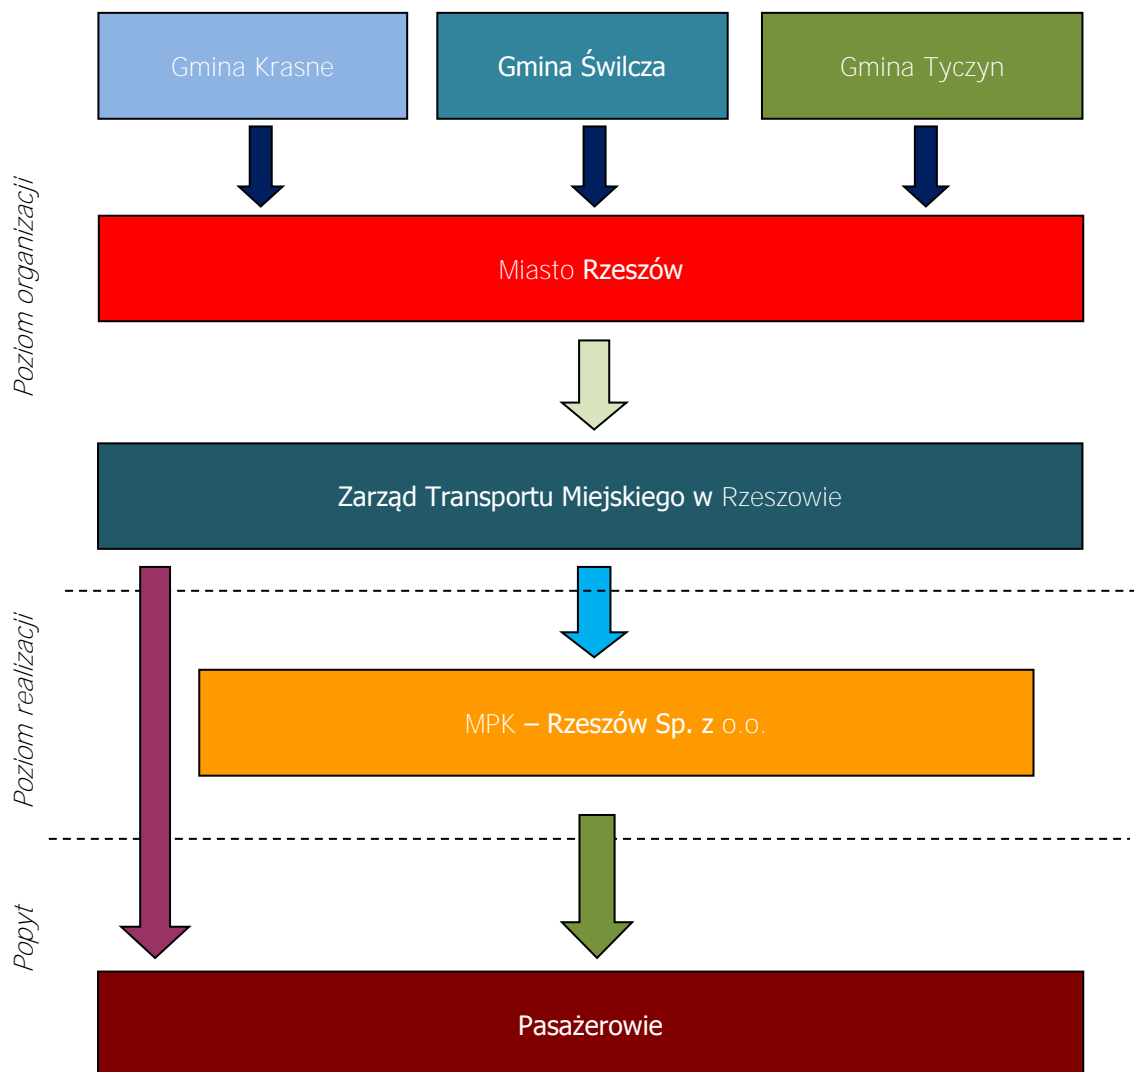 Gmina Krasne
Gmina Świlcza
Gmina Tyczyn
Poziom organizacji
Miasto Rzeszów
Zarząd Transportu Miejskiego w Rzeszowie
Poziom realizacji
MPK – Rzeszów Sp. z o.o.
Popyt
Pasażerowie